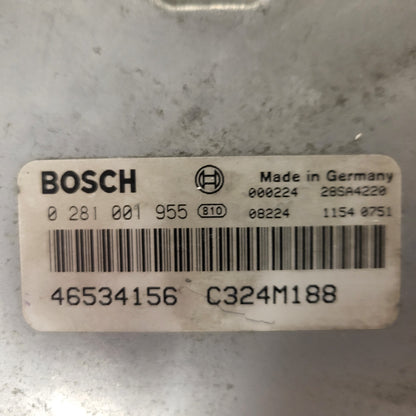 BOSCH Made in Germany
000224 28SA4220
0 281 001 955 810 08224 1154 0751
46534156 C324M188